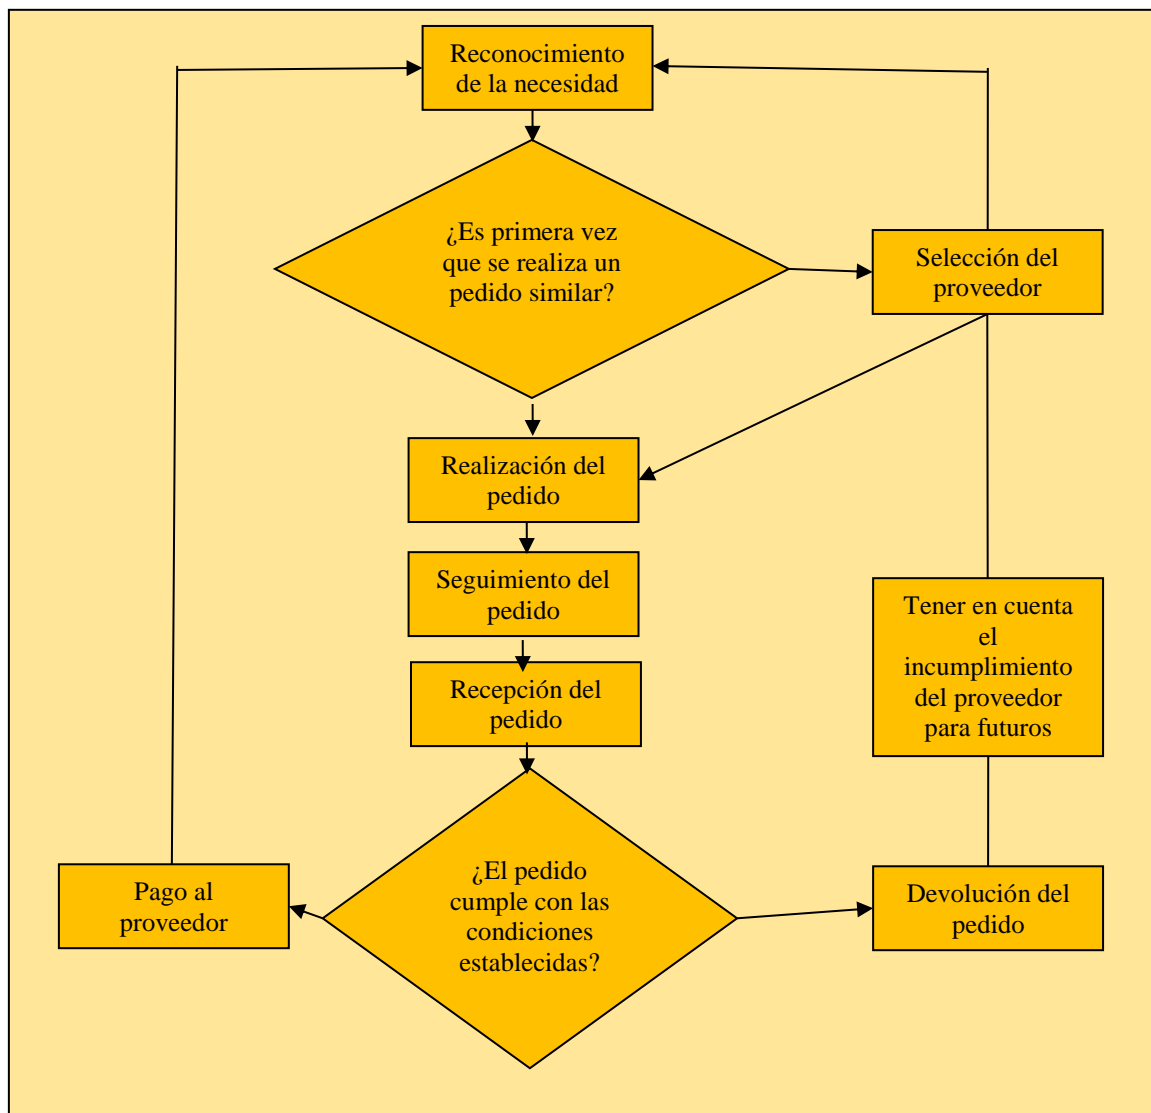 Reconocimiento
de la necesidad
¿Es primera vez
que se realiza un
pedido similar?
Selección del
proveedor
Realización del
pedido
Seguimiento del
pedido
Tener en cuenta
el
incumplimiento
del proveedor
para futuros
Recepción del
pedido
¿El pedido
cumple con las
condiciones
establecidas?
Pago al
proveedor
Devolución del
pedido